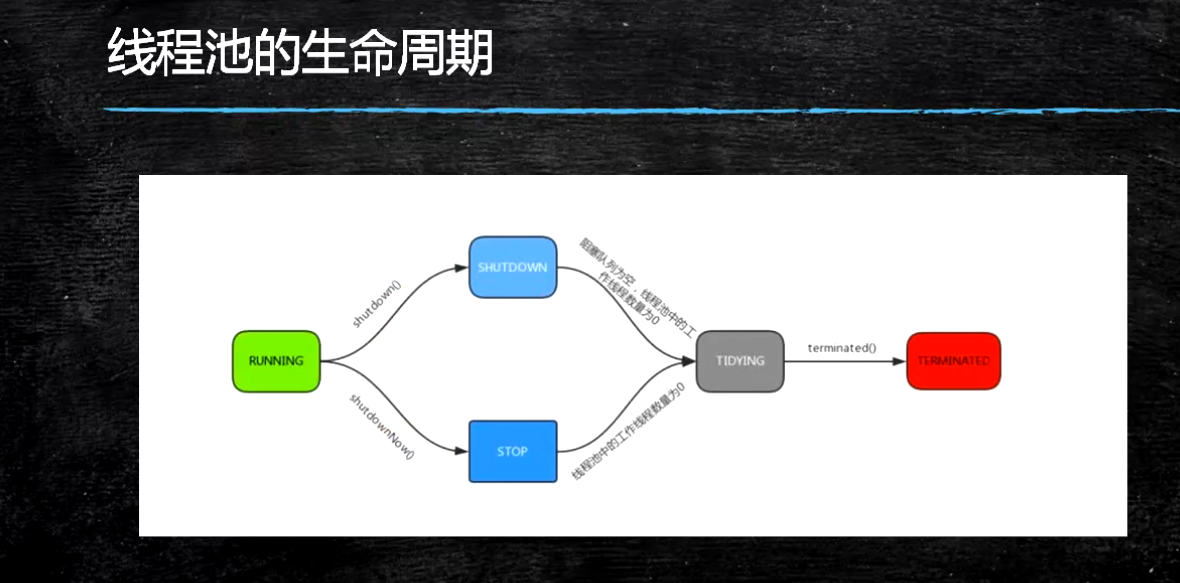 线程池的生命周期
SHUTDOWN
shutdown()
阻塞队列为空，线程池中的工
作线程数量为0
RUNNING
TIDYING
terminated()
TERMINATED
shutdownNow()
STOP
线程池中的工作线程数量为0